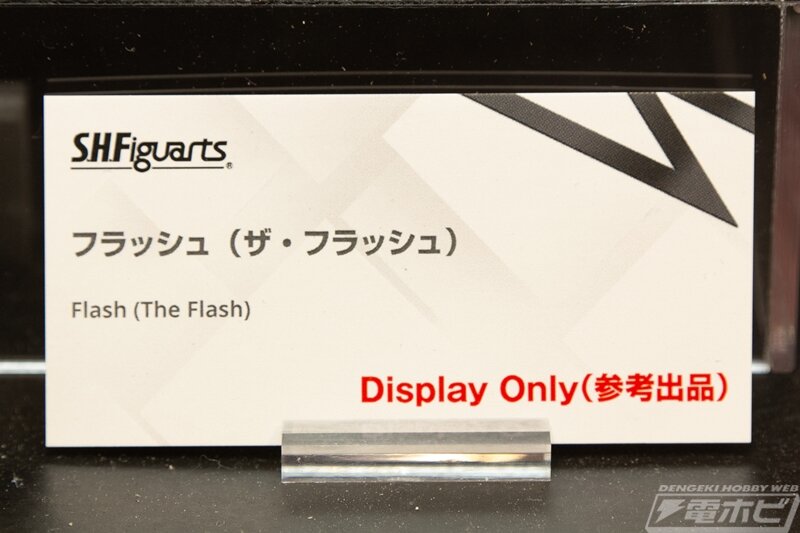 S.H.Figuarts®
フラッシュ（ザ・フラッシュ）
Flash (The Flash)
Display Only（参考出品）
DENGEKI HOBBY WEB
電ホビ